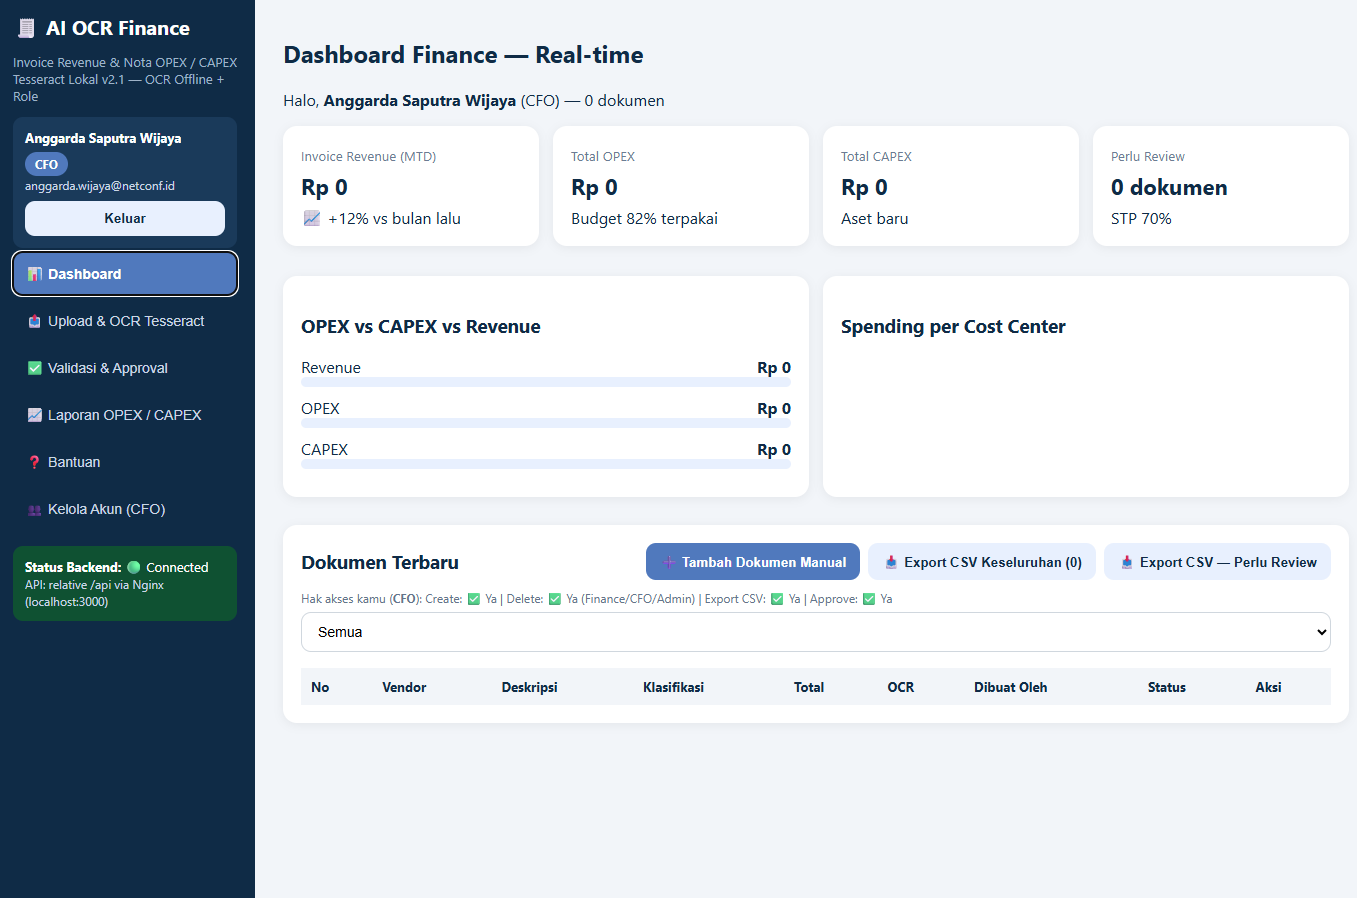 AI OCR Finance
Invoice Revenue & Nota OPEX / CAPEX
Tesseract Lokal v2.1 — OCR Offline +
Role
Anggarda Saputra Wijaya
CFO
anggarda.wijaya@netconf.id
Keluar
Dashboard
Upload & OCR Tesseract
Validasi & Approval
Laporan OPEX / CAPEX
Bantuan
Kelola Akun (CFO)
Status Backend: Connected
API: relative /api via Nginx
(localhost:3000)
Dashboard Finance — Real-time
Halo, Anggarda Saputra Wijaya (CFO) — 0 dokumen
Invoice Revenue (MTD)
Rp 0
+12% vs bulan lalu
Total OPEX
Rp 0
Budget 82% terpakai
Total CAPEX
Rp 0
Aset baru
Perlu Review
0 dokumen
STP 70%
OPEX vs CAPEX vs Revenue
Revenue Rp 0
OPEX Rp 0
CAPEX Rp 0
Spending per Cost Center
Dokumen Terbaru
Tambah Dokumen Manual
Export CSV Keseluruhan (0)
Export CSV — Perlu Review
Hak akses kamu (CFO): Create: ✅ Ya | Delete: ✅ Ya (Finance/CFO/Admin) | Export CSV: ✅ Ya | Approve: ✅ Ya
Semua
No Vendor Deskripsi Klasifikasi Total OCR Dibuat Oleh Status Aksi